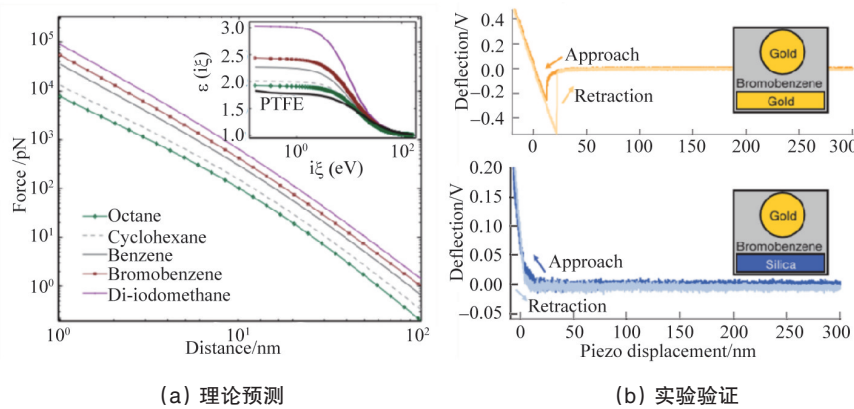 10⁵
10⁴
10³
10²
10¹
10⁰
Force /pN
10⁰
10¹
10²
Distance/nm
Octane
Cyclohexane
Benzene
Bromobenzene
Di-iodomethane
3.0
2.5
2.0
1.5
1.0
ε (iξ)
PTFE
10⁰
10¹
10²
iξ (eV)
(a) 理论预测
0.4
0.2
0.0
−0.2
−0.4
Deflection/V
Approach
Retraction
Gold
Bromobenzene
Gold
0
50
100
150
200
250
300
0.20
0.15
0.10
0.05
0.00
−0.05
Deflection/V
Approach
Retraction
Gold
Bromobenzene
Silica
0
50
100
150
200
250
300
Piezo displacement/nm
(b) 实验验证